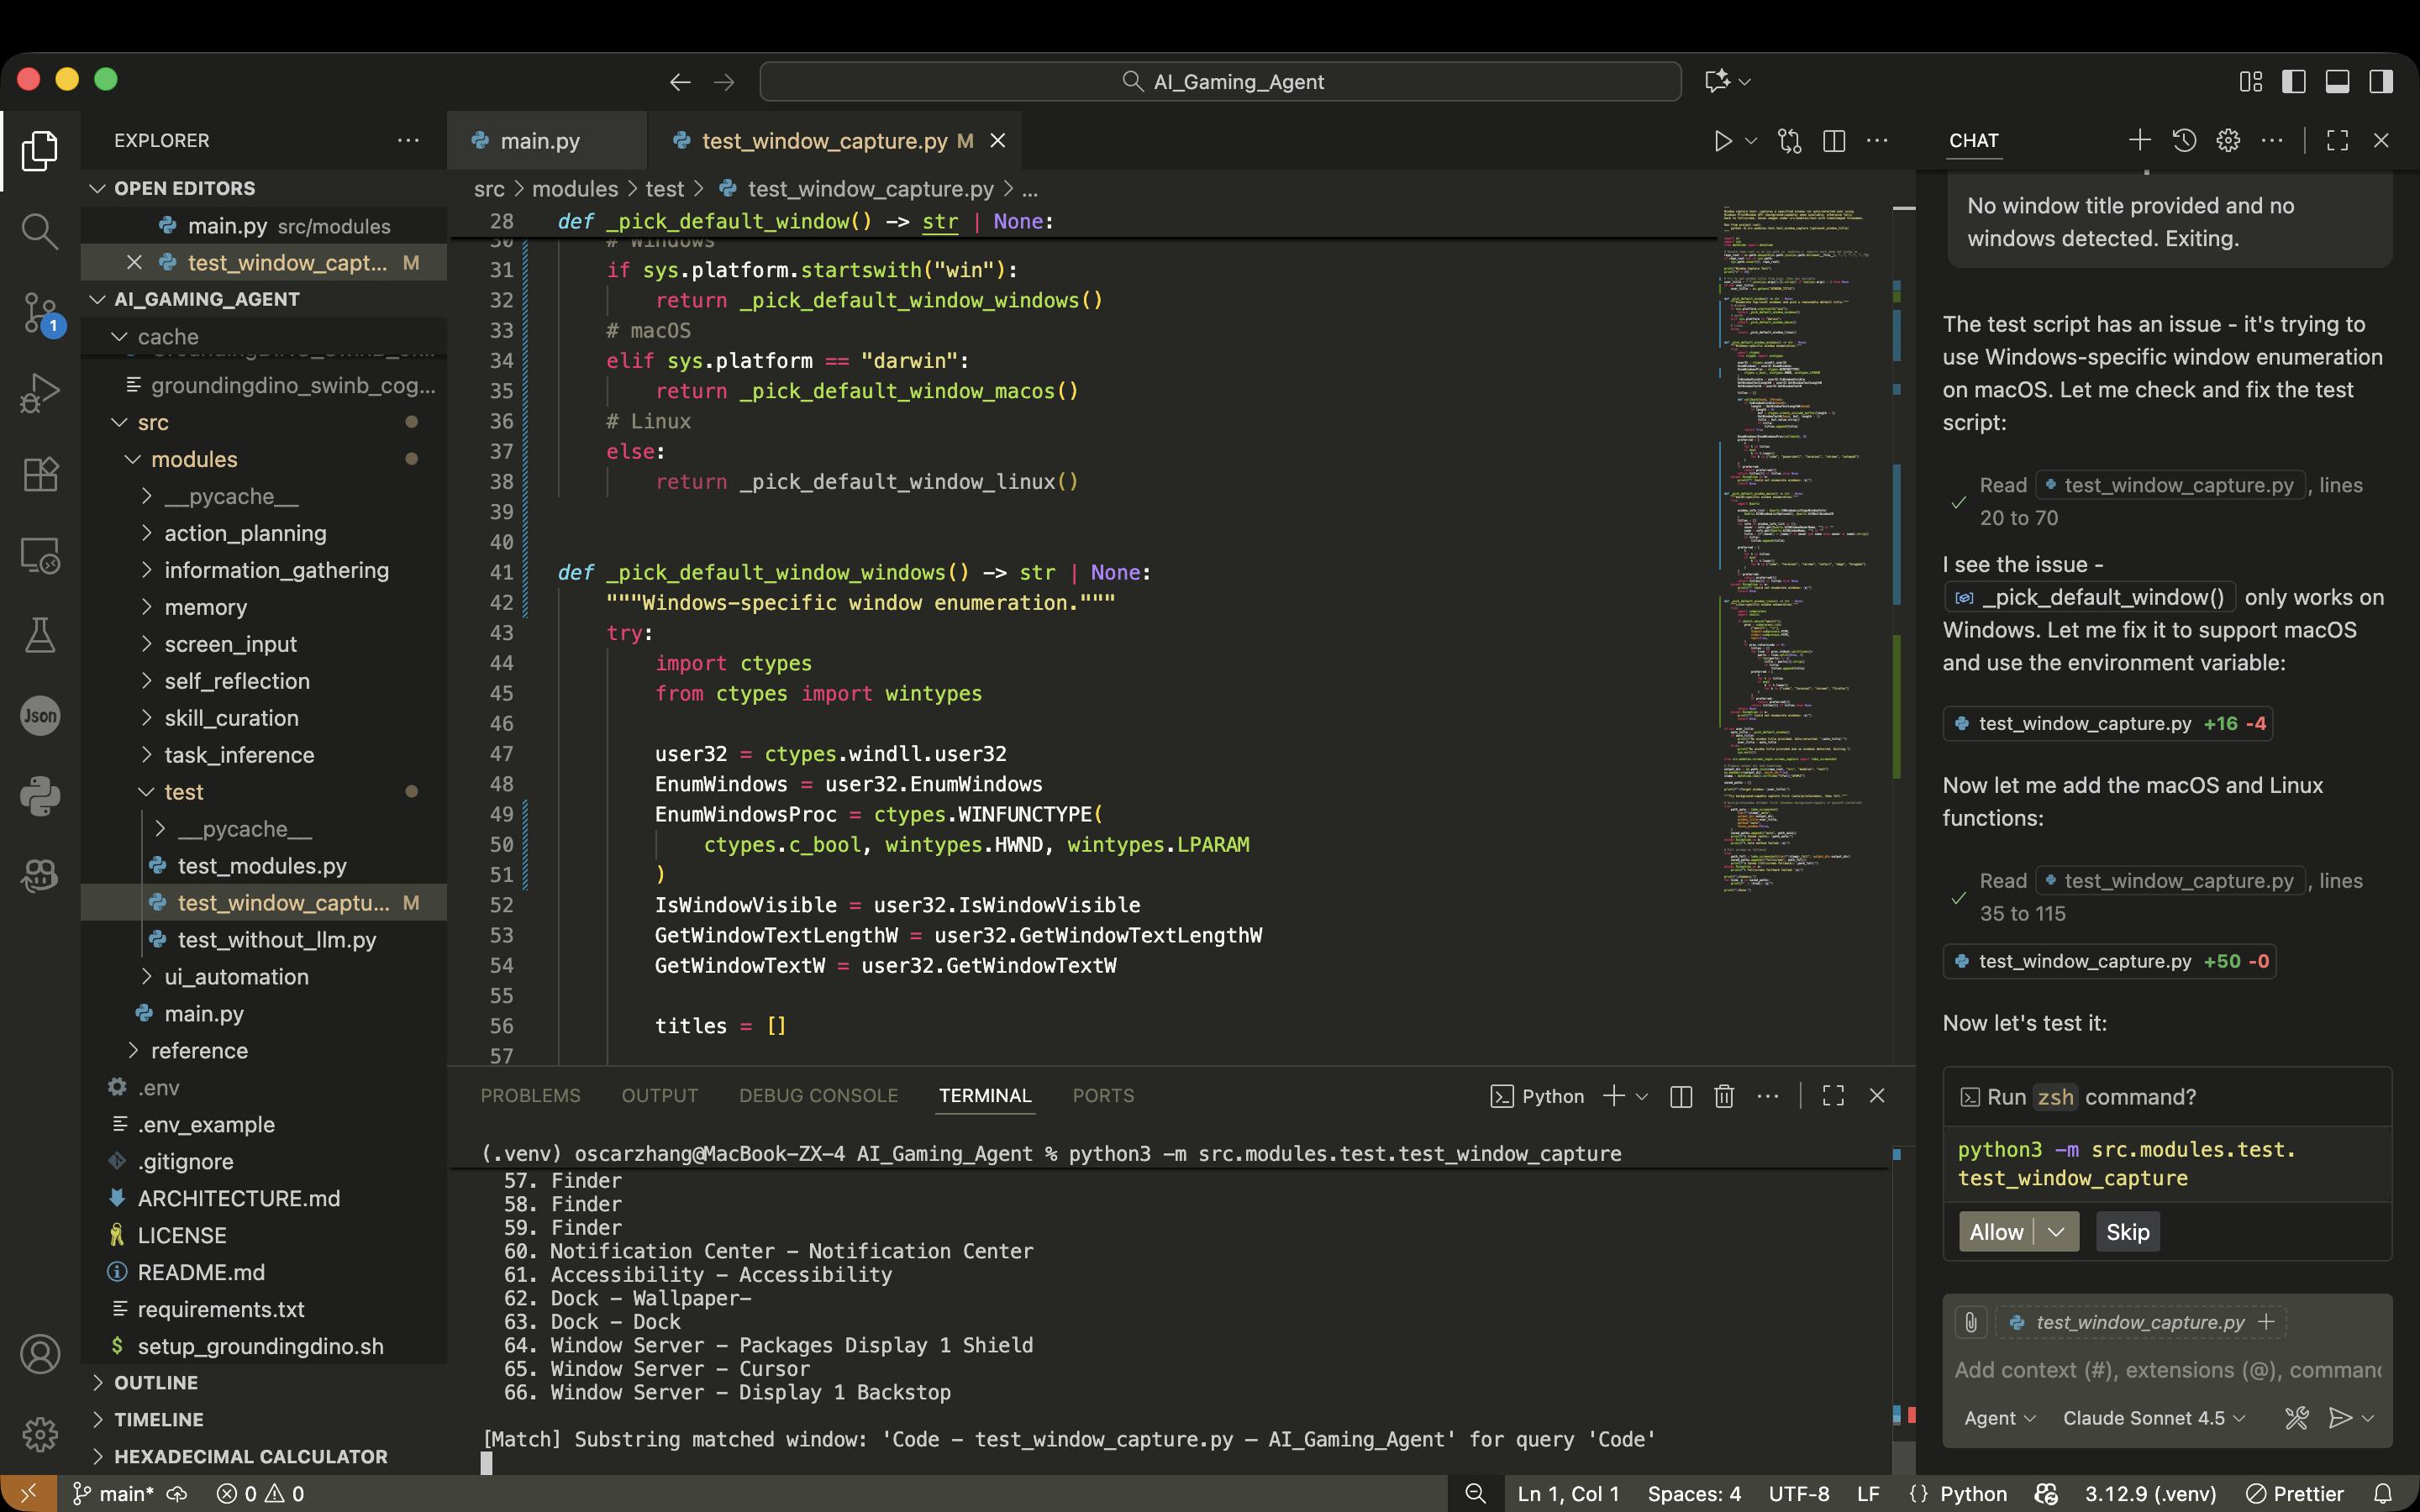 AI_Gaming_Agent
EXPLORER
OPEN EDITORS
main.py src/modules
test_window_capt... M
AI_GAMING_AGENT
cache
groundingdino_swinb_cog...
src
modules
__pycache__
action_planning
information_gathering
memory
screen_input
self_reflection
skill_curation
task_inference
test
__pycache__
test_modules.py
test_window_captu... M
test_without_llm.py
ui_automation
main.py
reference
.env
.env_example
.gitignore
ARCHITECTURE.md
LICENSE
README.md
requirements.txt
$ setup_groundingdino.sh
OUTLINE
TIMELINE
HEXADECIMAL CALCULATOR
1
Json
main.py
test_window_capture.py M
src > modules > test > test_window_capture.py > ...
28 def _pick_default_window() -> str | None:
30 # Windows
31 if sys.platform.startswith("win"):
32 return _pick_default_window_windows()
33 # macOS
34 elif sys.platform == "darwin":
35 return _pick_default_window_macos()
36 # Linux
37 else:
38 return _pick_default_window_linux()
39
40
41 def _pick_default_window_windows() -> str | None:
42 """Windows-specific window enumeration."""
43 try:
44 import ctypes
45 from ctypes import wintypes
46
47 user32 = ctypes.windll.user32
48 EnumWindows = user32.EnumWindows
49 EnumWindowsProc = ctypes.WINFUNCTYPE(
50 ctypes.c_bool, wintypes.HWND, wintypes.LPARAM
51 )
52 IsWindowVisible = user32.IsWindowVisible
53 GetWindowTextLengthW = user32.GetWindowTextLengthW
54 GetWindowTextW = user32.GetWindowTextW
55
56 titles = []
57
PROBLEMS OUTPUT DEBUG CONSOLE TERMINAL PORTS
Python
(.venv) oscarzhang@MacBook-ZX-4 AI_Gaming_Agent % python3 -m src.modules.test.test_window_capture
57. Finder
58. Finder
59. Finder
60. Notification Center - Notification Center
61. Accessibility - Accessibility
62. Dock - Wallpaper-
63. Dock - Dock
64. Window Server - Packages Display 1 Shield
65. Window Server - Cursor
66. Window Server - Display 1 Backstop
[Match] Substring matched window: 'Code - test_window_capture.py — AI_Gaming_Agent' for query 'Code'
CHAT
No window title provided and no
windows detected. Exiting.
The test script has an issue - it's trying to
use Windows-specific window enumeration
on macOS. Let me check and fix the test
script:
Read test_window_capture.py, lines
20 to 70
I see the issue -
_pick_default_window() only works on
Windows. Let me fix it to support macOS
and use the environment variable:
test_window_capture.py +16 -4
Now let me add the macOS and Linux
functions:
Read test_window_capture.py, lines
35 to 115
test_window_capture.py +50 -0
Now let's test it:
Run zsh command?
python3 -m src.modules.test.
test_window_capture
Allow Skip
test_window_capture.py +
Add context (#), extensions (@), comman
Agent Claude Sonnet 4.5
main* 0 0
Ln 1, Col 1 Spaces: 4 UTF-8 LF {} Python 3.12.9 (.venv) Prettier